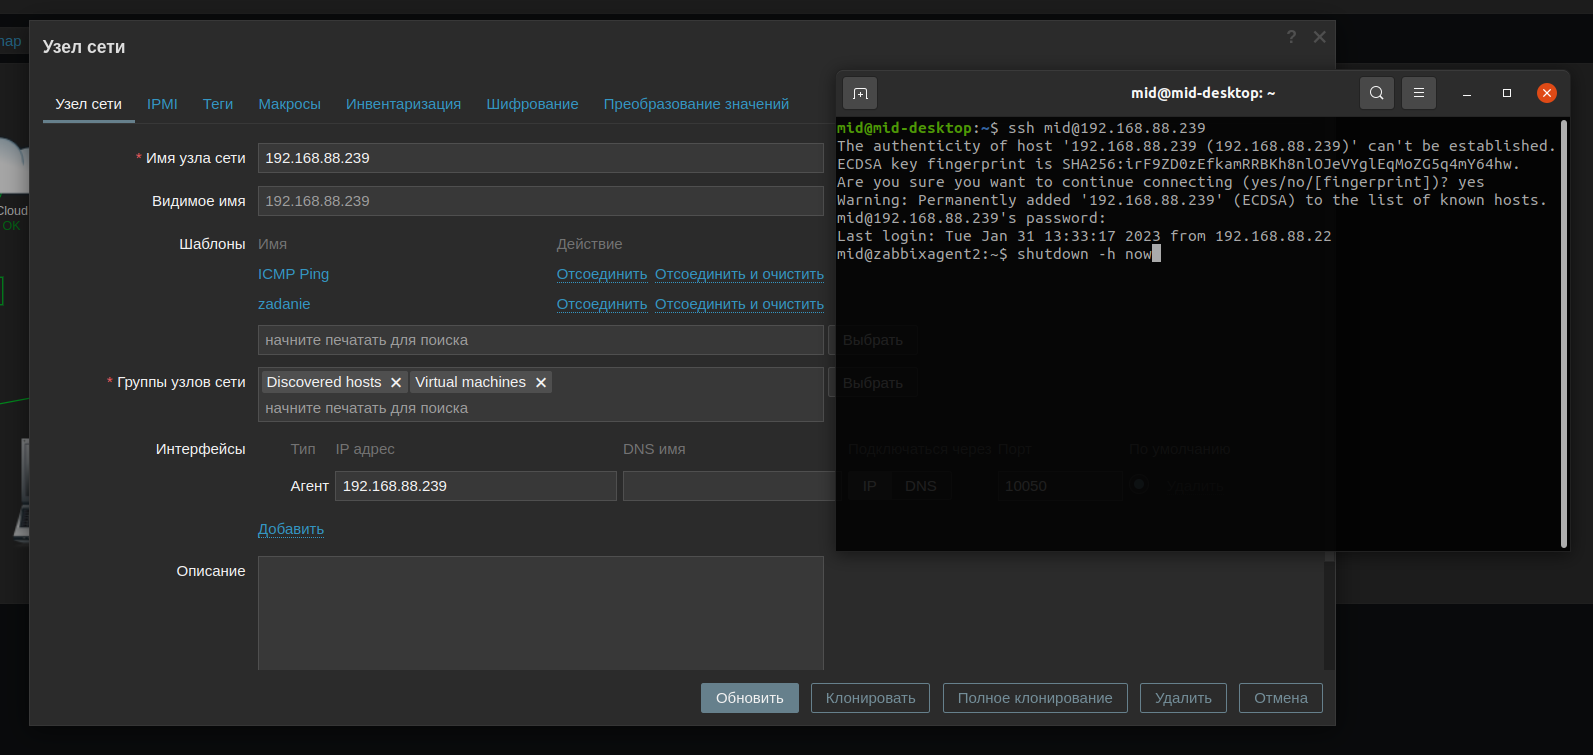 map
Узел сети
?
Узел сети IPMI Теги Макросы Инвентаризация Шифрование Преобразование значений
* Имя узла сети 192.168.88.239
Видимое имя 192.168.88.239
Шаблоны Имя Действие
ICMP Ping Отсоединить Отсоединить и очистить
zadanie Отсоединить Отсоединить и очистить
начните печатать для поиска Выбрать
* Группы узлов сети Discovered hosts Virtual machines Выбрать
начните печатать для поиска
Интерфейсы Тип IP адрес DNS имя Подключаться через Порт По умолчанию
Агент 192.168.88.239 IP DNS 10050 Удалить
Добавить
Описание
Обновить Клонировать Полное клонирование Удалить Отмена
Cloud
OK
mid@mid-desktop: ~
mid@mid-desktop:~$ ssh mid@192.168.88.239
The authenticity of host '192.168.88.239 (192.168.88.239)' can't be established.
ECDSA key fingerprint is SHA256:irF9ZD0zEfkamRRBKh8nlOJeVYglEqMoZG5q4mY64hw.
Are you sure you want to continue connecting (yes/no/[fingerprint])? yes
Warning: Permanently added '192.168.88.239' (ECDSA) to the list of known hosts.
mid@192.168.88.239's password:
Last login: Tue Jan 31 13:33:17 2023 from 192.168.88.22
mid@zabbixagent2:~$ shutdown -h now